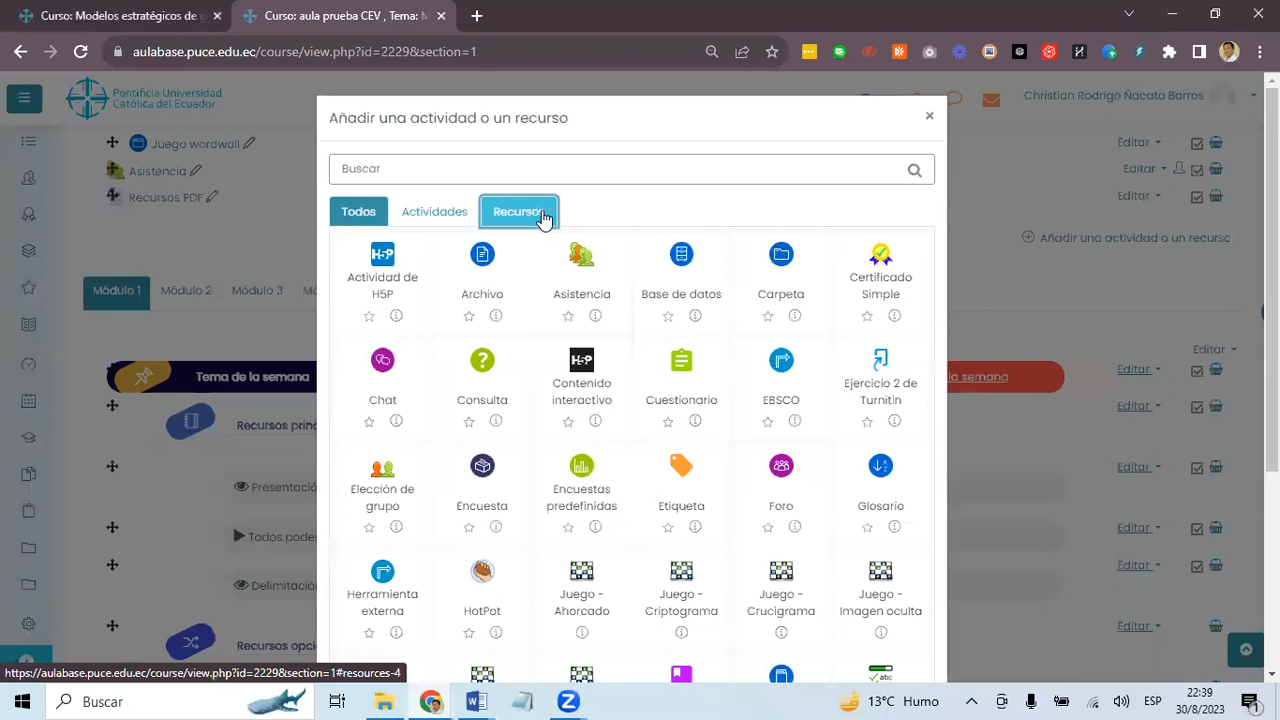 Curso: Modelos estratégicos de
Curso: aula prueba CEV , Tema: M
aulabase.puce.edu.ec/course/view.php?id=2229&section=1
Pontificia Universidad
Católica del Ecuador
Christian Rodrigo Ñacato Barros
Juego wordwall
Editar
Asistencia
Editar
Recursos PDF
Editar
Añadir una actividad o un recurso
Módulo 1
Módulo 2
Módulo 3
Editar
Tema de la semana
la semana
Editar
Recursos
Editar
Presentació
Editar
Todos poder
Editar
Delimitación
Editar
Recursos opci
Editar
Añadir una actividad o un recurso
×
Buscar
Todos
Actividades
Recursos
Actividad de
H5P
Archivo
Asistencia
Base de datos
Carpeta
Certificado
Simple
Chat
Consulta
H5P
Contenido
interactivo
Cuestionario
EBSCO
Ejercicio 2 de
Turnitin
Elección de
grupo
Encuesta
Encuestas
predefinidas
Etiqueta
Foro
Glosario
Herramienta
externa
HotPot
Juego -
Ahorcado
Juego -
Criptograma
Juego -
Crucigrama
Juego -
Imagen oculta
abc
https://aulabase.puce.edu.ec/course/view.php?id=2229&section=1#resources-4
Buscar
13°C Humo
ESP
22:39
30/8/2023